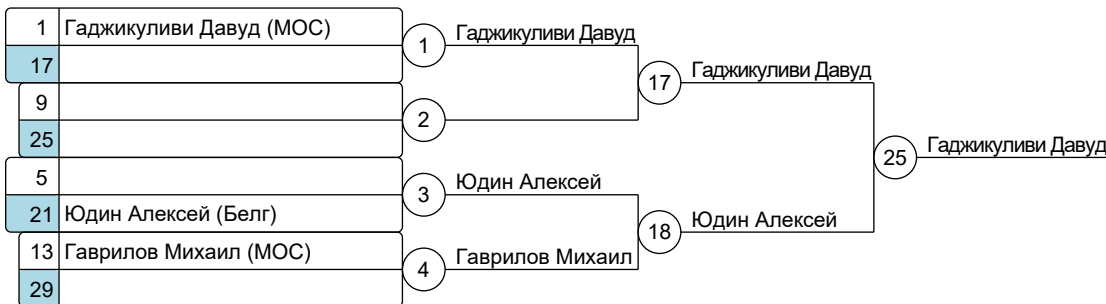 1 Гаджикуливи Давуд (МОС)
17
9
25
5
21 Юдин Алексей (Белг)
13 Гаврилов Михаил (МОС)
29
1 Гаджикуливи Давуд
2
3 Юдин Алексей
4 Гаврилов Михаил
17 Гаджикуливи Давуд
18 Юдин Алексей
25 Гаджикуливи Давуд